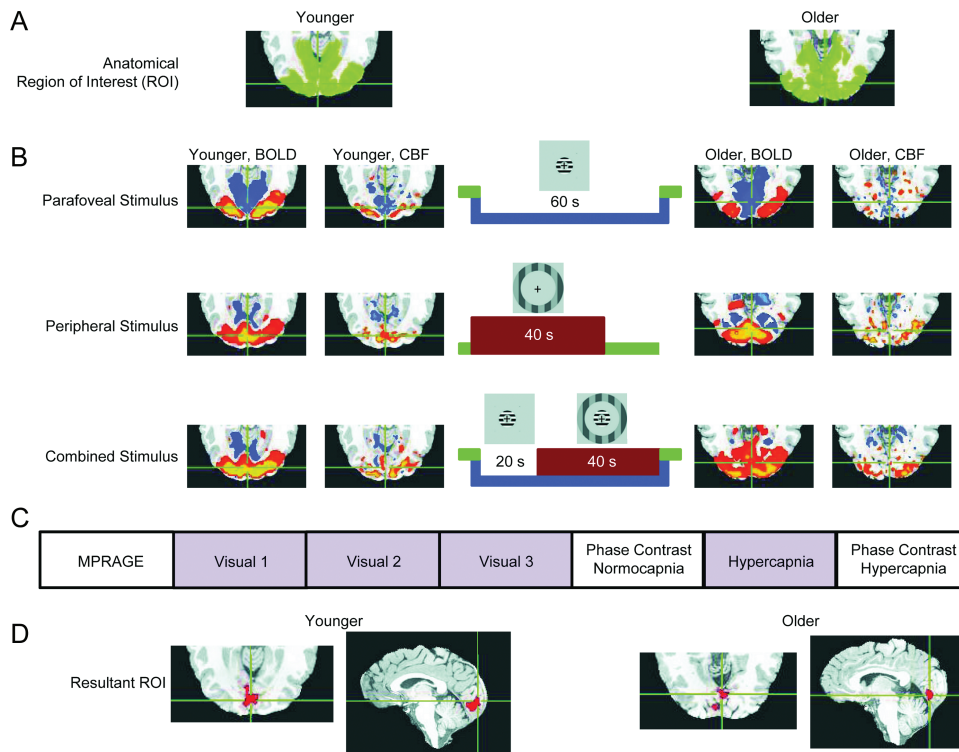 A
Younger
Older
Anatomical
Region of Interest (ROI)
B
Younger, BOLD
Younger, CBF
Older, BOLD
Older, CBF
Parafoveal Stimulus
60 s
Peripheral Stimulus
40 s
Combined Stimulus
20 s
40 s
C
MPRAGE
Visual 1
Visual 2
Visual 3
Phase Contrast
Normocapnia
Hypercapnia
Phase Contrast
Hypercapnia
D
Younger
Older
Resultant ROI